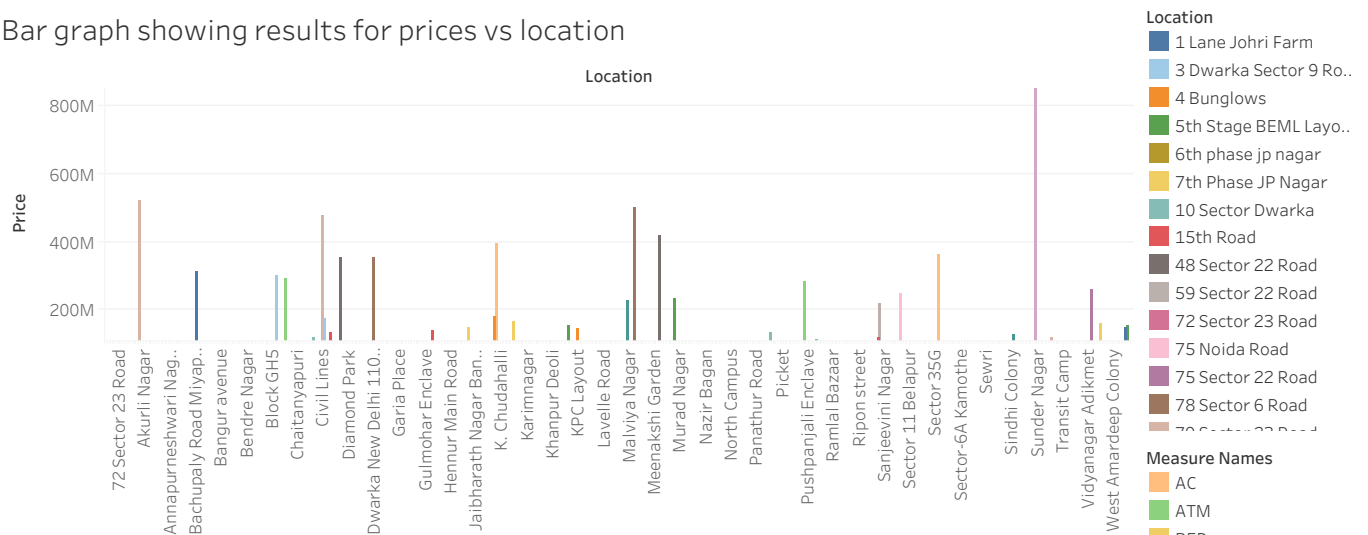 Bar graph showing results for prices vs location
Location
Price
800M
600M
400M
200M
72 Sector 23 Road
Akurli Nagar
Annapurneshwari Nag..
Bachupaly Road Miyap..
Bangur avenue
Bendre Nagar
Block GH5
Chaitanyapuri
Civil Lines
Diamond Park
Dwarka New Delhi 110..
Garia Place
Gulmohar Enclave
Hennur Main Road
Jaibharath Nagar Ban..
K. Chudahalli
Karimnagar
Khanpur Deoli
KPC Layout
Lavelle Road
Malviya Nagar
Meenakshi Garden
Murad Nagar
Nazir Bagan
North Campus
Panathur Road
Picket
Pushpanjali Enclave
Ramlal Bazaar
Ripon street
Sanjeevini Nagar
Sector 11 Belapur
Sector 35G
Sector-6A Kamothe
Sewri
Sindhi Colony
Sunder Nagar
Transit Camp
Vidyanagar Adikmet
West Amardeep Colony
Location
1 Lane Johri Farm
3 Dwarka Sector 9 Ro..
4 Bunglows
5th Stage BEML Layo..
6th phase jp nagar
7th Phase JP Nagar
10 Sector Dwarka
15th Road
48 Sector 22 Road
59 Sector 22 Road
72 Sector 23 Road
75 Noida Road
75 Sector 22 Road
78 Sector 6 Road
Measure Names
AC
ATM